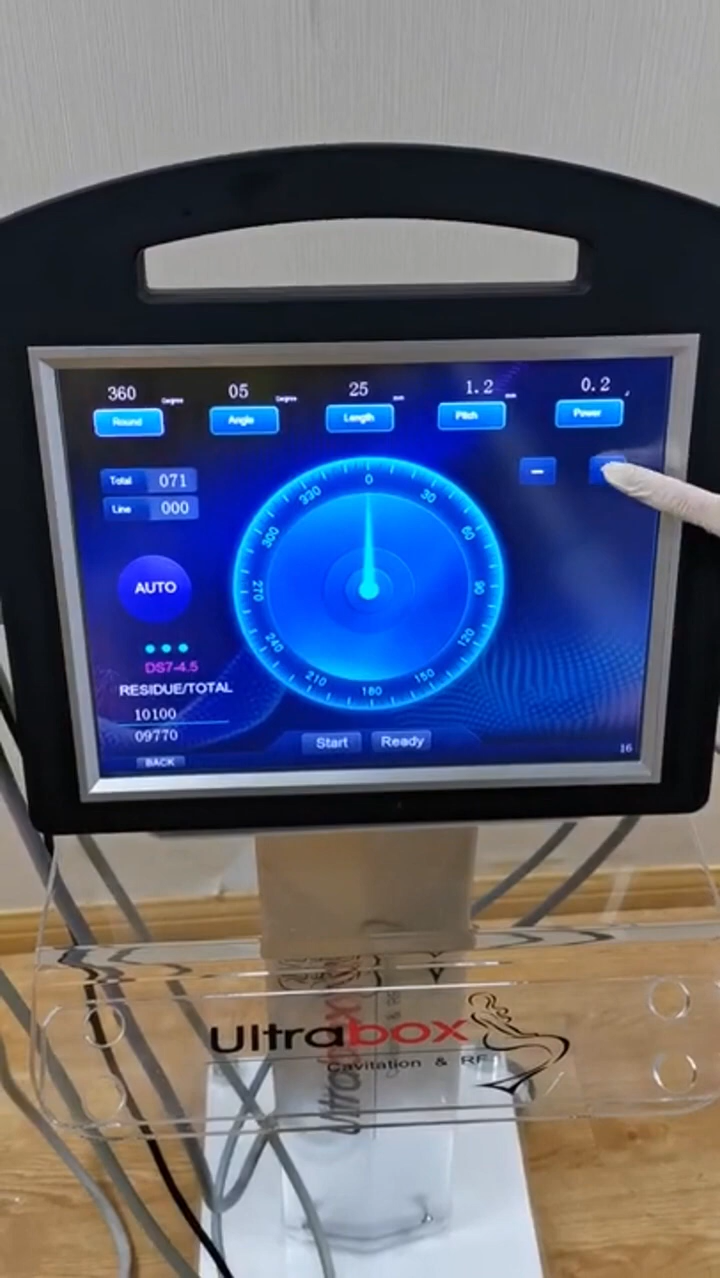 360 Degree 05 Degree 25 mm 1.2 mm 0.2 J
Round Angle Length Pitch Power
Total 071
Line 000
0
330 30
300 60
270 90
240 120
210 150
180
AUTO
DS7-4.5
RESIDUE/TOTAL
10100
09770
BACK
Start Ready
16
Ultrabox
Cavitation & RF